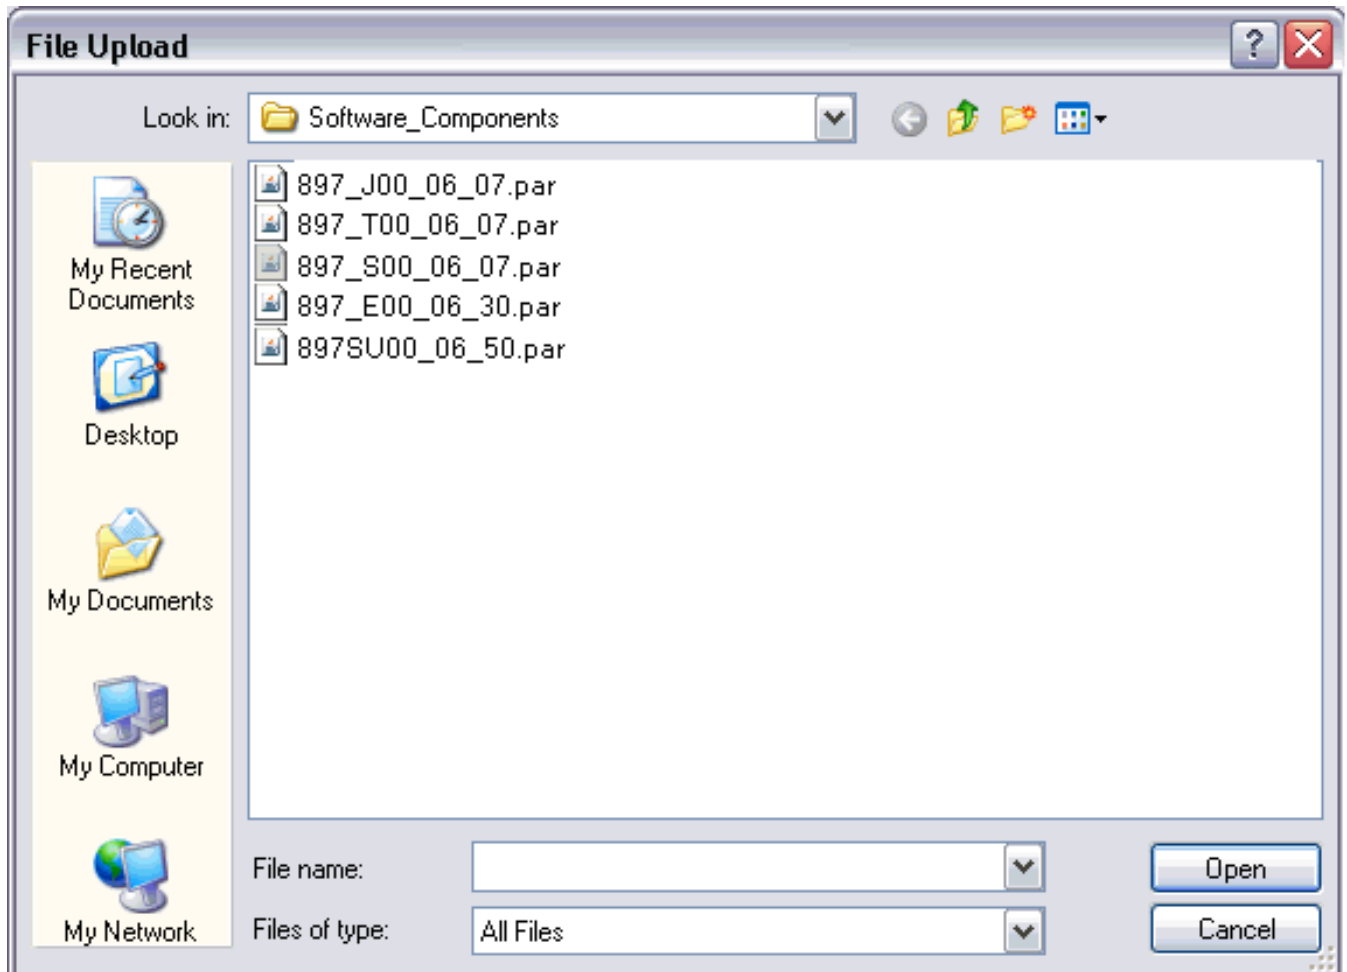 File Upload
Look in: Software_Components
897_J00_06_07.par
897_T00_06_07.par
897_S00_06_07.par
897_E00_06_30.par
897SU00_06_50.par
My Recent
Documents
Desktop
My Documents
My Computer
My Network
File name:
Open
Files of type: All Files
Cancel